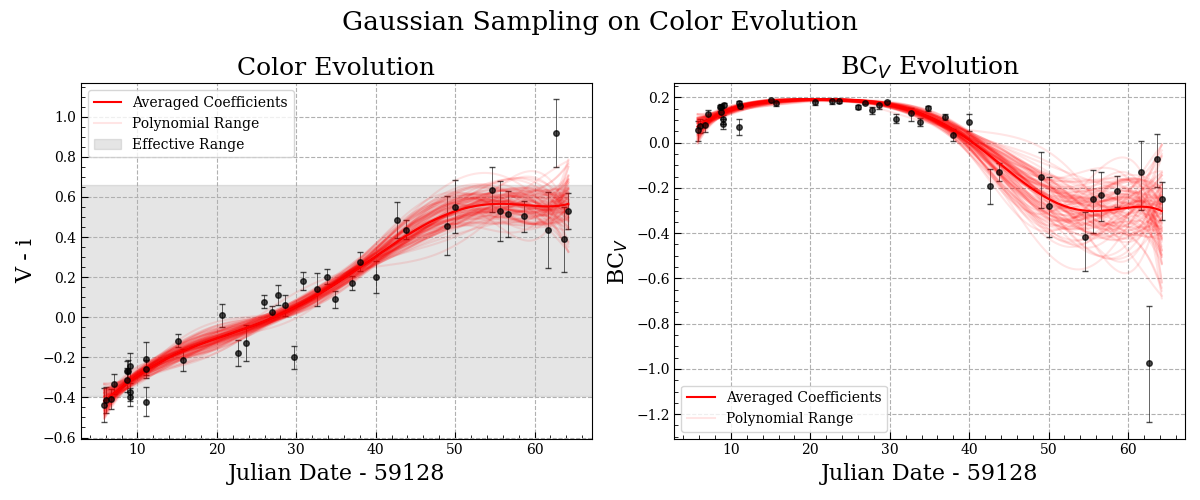 Gaussian Sampling on Color Evolution
Color Evolution
V - i
1.0
0.8
0.6
0.4
0.2
0.0
−0.2
−0.4
−0.6
Averaged Coefficients
Polynomial Range
Effective Range
10
20
30
40
50
60
Julian Date - 59128
BC_V Evolution
BC_V
0.2
0.0
−0.2
−0.4
−0.6
−0.8
−1.0
−1.2
Averaged Coefficients
Polynomial Range
10
20
30
40
50
60
Julian Date - 59128